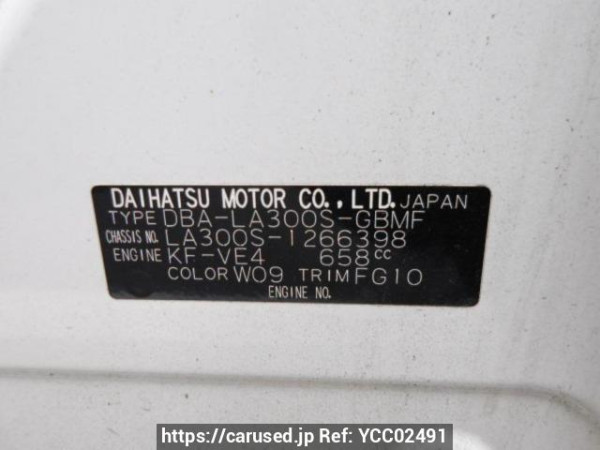 DAIHATSU MOTOR CO., LTD. JAPAN
TYPE DBA-LA300S-GBMF
CHASSIS NO. LA300S-1266398
ENGINE KF-VE4 658cc
COLOR W09 TRIM FG10
ENGINE NO.
https://carused.jp Ref: YCC02491